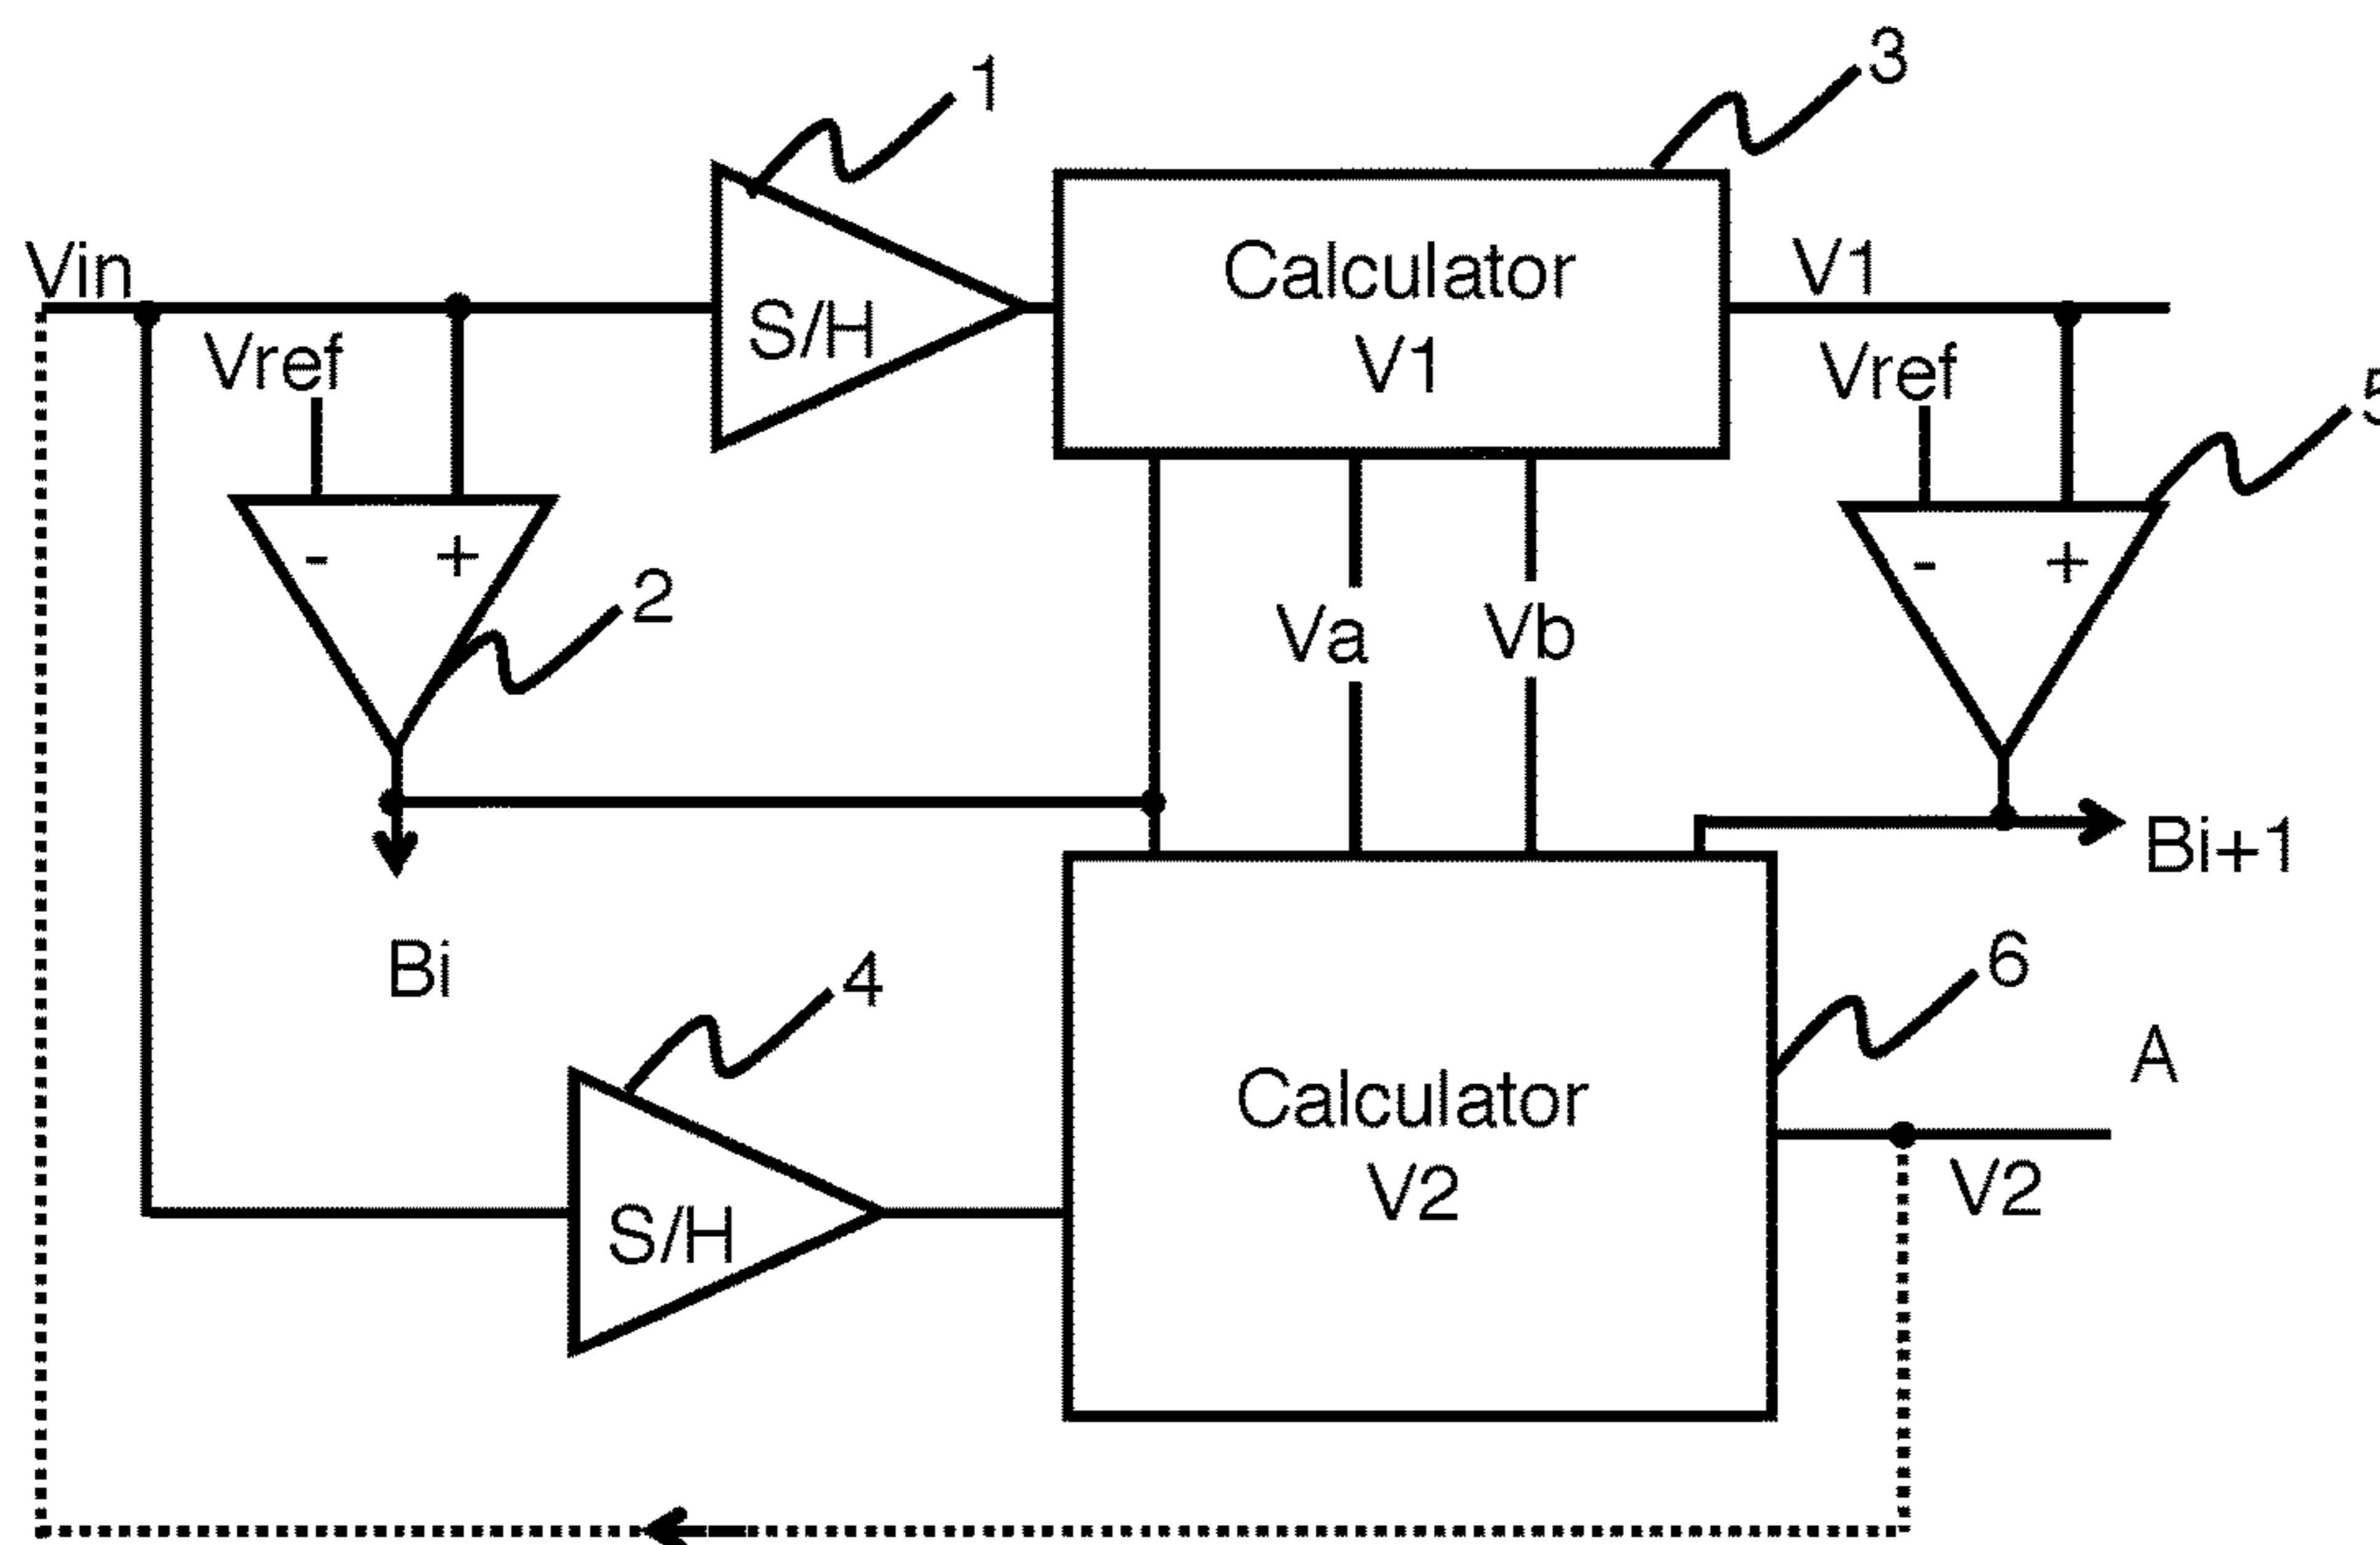 1
3
Vin
S/H
Calculator
V1
V1
Vref
Vref
5
-
+
-
+
2
Va
Vb
Bi+1
Bi
4
6
A
S/H
Calculator
V2
V2